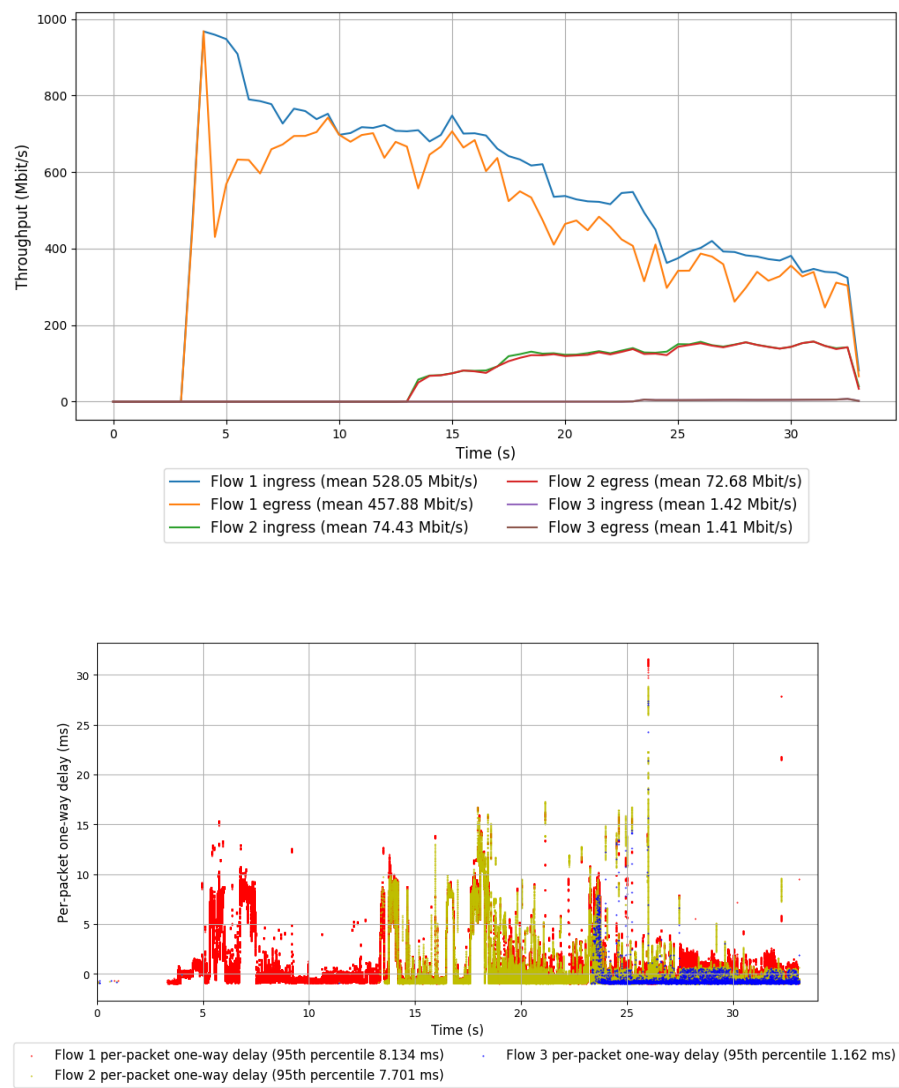 1000
800
600
400
200
0
Throughput (Mbit/s)
0 5 10 15 20 25 30
Time (s)
Flow 1 ingress (mean 528.05 Mbit/s) Flow 2 egress (mean 72.68 Mbit/s)
Flow 1 egress (mean 457.88 Mbit/s) Flow 3 ingress (mean 1.42 Mbit/s)
Flow 2 ingress (mean 74.43 Mbit/s) Flow 3 egress (mean 1.41 Mbit/s)
30
25
20
15
10
5
0
Per-packet one-way delay (ms)
0 5 10 15 20 25 30
Time (s)
Flow 1 per-packet one-way delay (95th percentile 8.134 ms) Flow 3 per-packet one-way delay (95th percentile 1.162 ms)
Flow 2 per-packet one-way delay (95th percentile 7.701 ms)